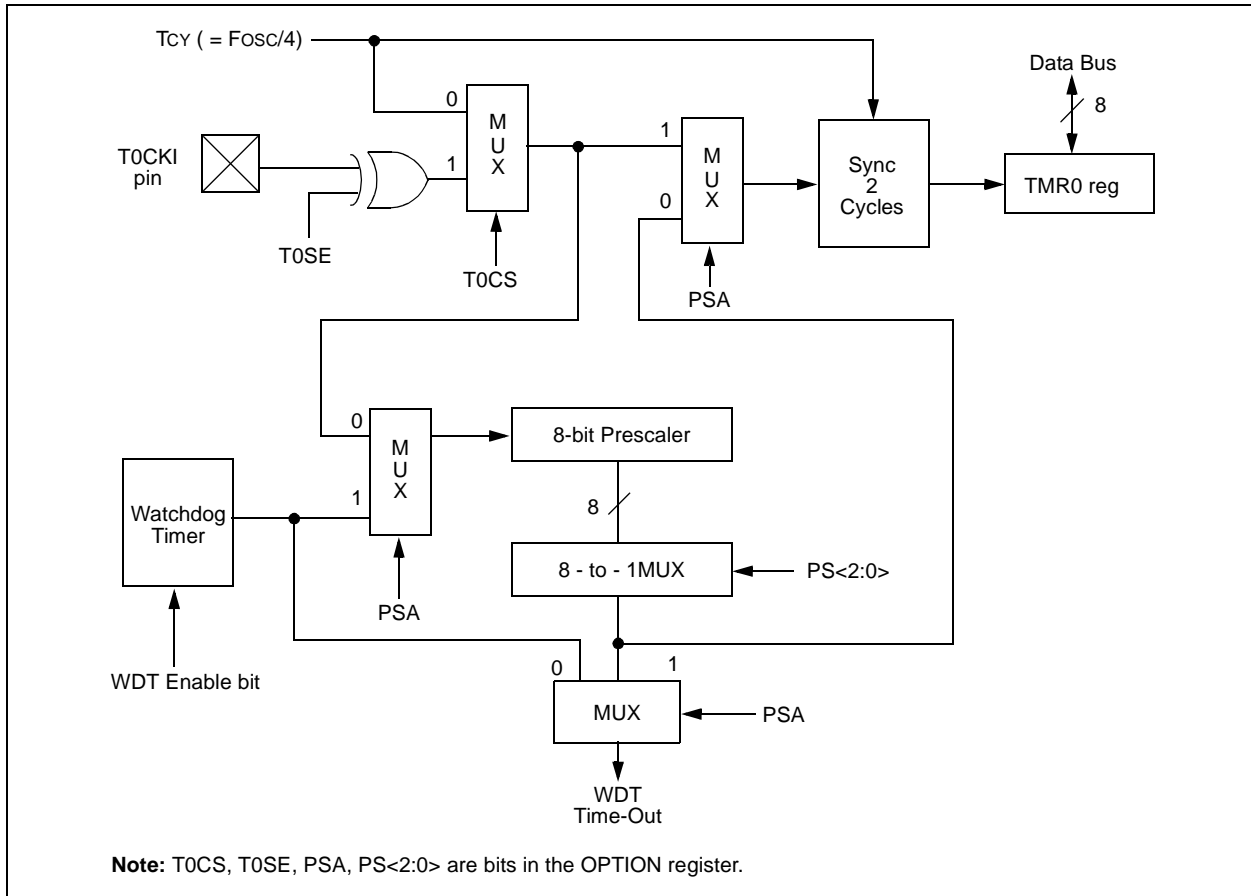 TCY ( = FOSC/4)
Data Bus
8
0
M
U
X
1
T0CKI
pin
T0SE
T0CS
1
M
U
X
0
PSA
Sync
2
Cycles
TMR0 reg
0
M
U
X
1
8-bit Prescaler
8
Watchdog
Timer
8 - to - 1MUX
PS<2:0>
PSA
WDT Enable bit
0
1
MUX
PSA
WDT
Time-Out
Note: T0CS, T0SE, PSA, PS<2:0> are bits in the OPTION register.